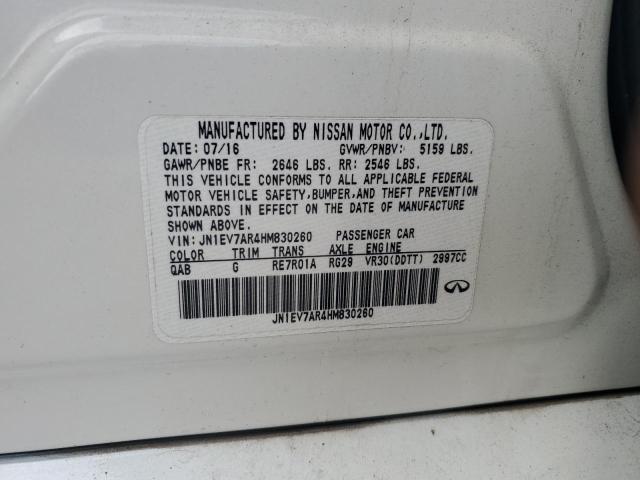 MANUFACTURED BY NISSAN MOTOR CO.,LTD.
DATE: 07/16 GVWR/PNBV: 5159 LBS.
GAWR/PNBE FR: 2646 LBS. RR: 2546 LBS.
THIS VEHICLE CONFORMS TO ALL APPLICABLE FEDERAL
MOTOR VEHICLE SAFETY,BUMPER,AND THEFT PREVENTION
STANDARDS IN EFFECT ON THE DATE OF MANUFACTURE
SHOWN ABOVE.
VIN: JN1EV7AR4HM830260 PASSENGER CAR
COLOR TRIM TRANS AXLE ENGINE
QAB G RE7R01A RG29 VR30(DDTT) 2997CC
JN1EV7AR4HM830260